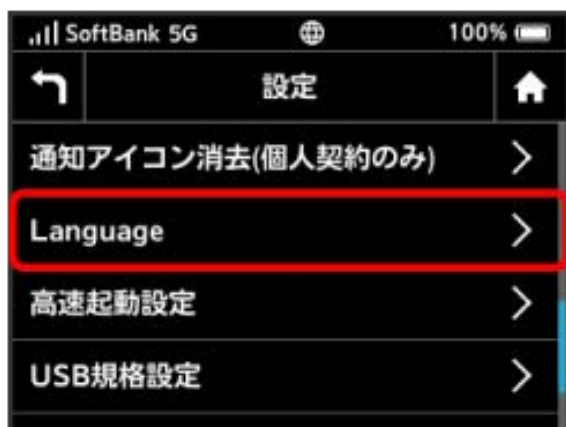 SoftBank 5G 100%
設定
通知アイコン消去(個人契約のみ)
Language
高速起動設定
USB規格設定